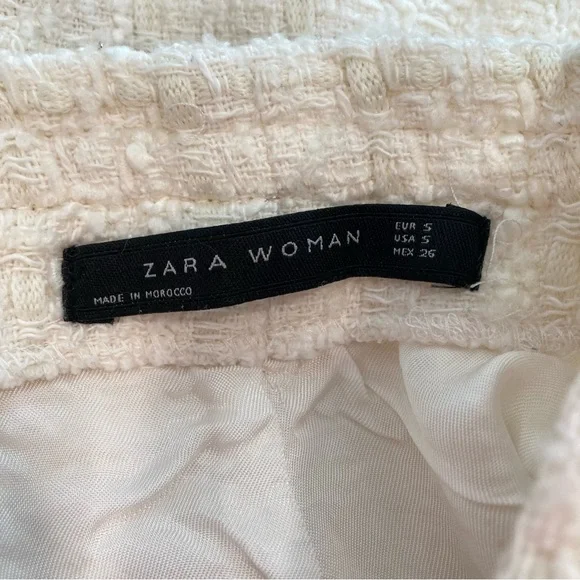 ZARA WOMAN
MADE IN MOROCCO
EUR S
USA S
MEX 26